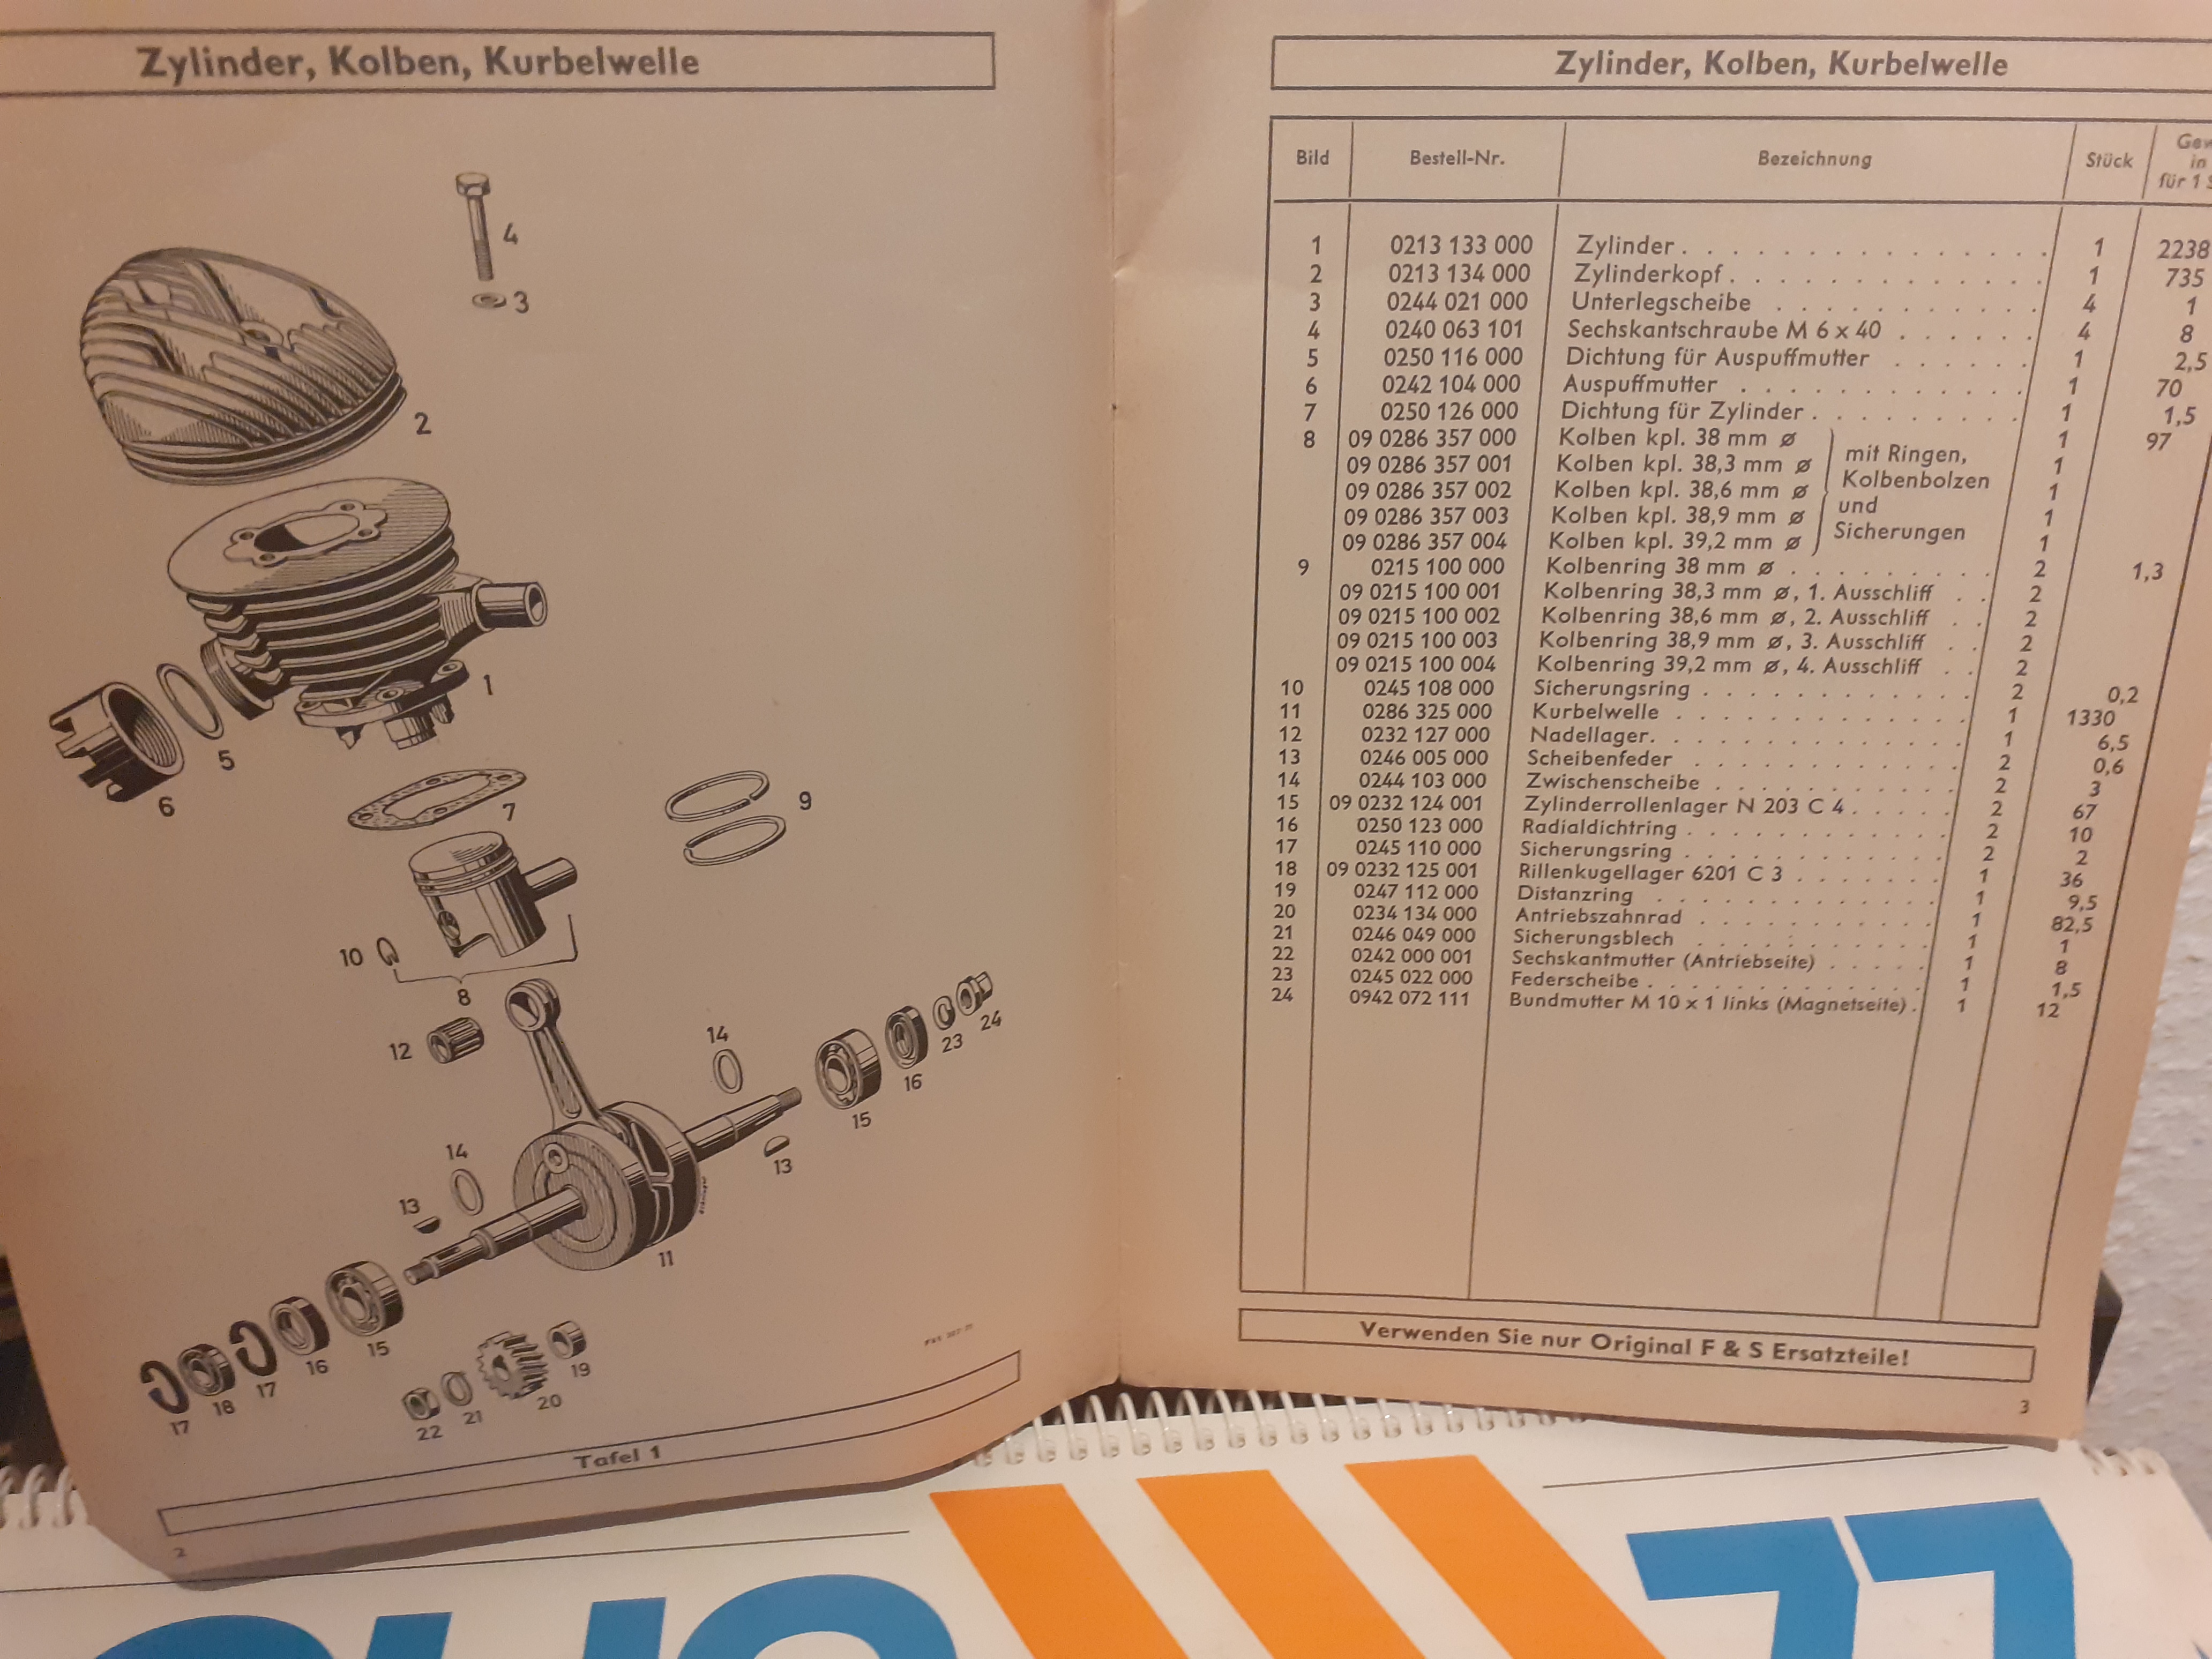 Zylinder, Kolben, Kurbelwelle
4
3
2
1
5
6
7
9
10
8
12
14
24
23
16
15
13
14
13
11
15
16
17
18
17
19
20
21
22
Tafel 1
2
Zylinder, Kolben, Kurbelwelle
Bild Bestell-Nr. Bezeichnung Stück
in
für 1
1 0213 133 000 Zylinder 1 2238
2 0213 134 000 Zylinderkopf 1 735
3 0244 021 000 Unterlegscheibe 4 1
4 0240 063 101 Sechskantschraube M 6 x 40 4 8
5 0250 116 000 Dichtung für Auspuffmutter 1 2,5
6 0242 104 000 Auspuffmutter 1 70
7 0250 126 000 Dichtung für Zylinder 1 1,5
8 09 0286 357 000 Kolben kpl. 38 mm ø 1 97
09 0286 357 001 Kolben kpl. 38,3 mm ø 1
09 0286 357 002 Kolben kpl. 38,6 mm ø 1
09 0286 357 003 Kolben kpl. 38,9 mm ø 1
09 0286 357 004 Kolben kpl. 39,2 mm ø 1
mit Ringen,
Kolbenbolzen
und
Sicherungen
9 0215 100 000 Kolbenring 38 mm ø 2 1,3
09 0215 100 001 Kolbenring 38,3 mm ø, 1. Ausschliff 2
09 0215 100 002 Kolbenring 38,6 mm ø, 2. Ausschliff 2
09 0215 100 003 Kolbenring 38,9 mm ø, 3. Ausschliff 2
09 0215 100 004 Kolbenring 39,2 mm ø, 4. Ausschliff 2
10 0245 108 000 Sicherungsring 2 0,2
11 0286 325 000 Kurbelwelle 1 1330
12 0232 127 000 Nadellager. 1 6,5
13 0246 005 000 Scheibenfeder 2 0,6
14 0244 103 000 Zwischenscheibe 2 3
15 09 0232 124 001 Zylinderrollenlager N 203 C 4 2 67
16 0250 123 000 Radialdichtring 2 10
17 0245 110 000 Sicherungsring 2 2
18 09 0232 125 001 Rillenkugellager 6201 C 3 1 36
19 0247 112 000 Distanzring 1 9,5
20 0234 134 000 Antriebszahnrad 1 82,5
21 0246 049 000 Sicherungsblech 1 1
22 0242 000 001 Sechskantmutter (Antriebseite) 1 8
23 0245 022 000 Federscheibe 1 1,5
24 0942 072 111 Bundmutter M 10 x 1 links (Magnetseite) 1 12
Verwenden Sie nur Original F & S Ersatzteile!
3